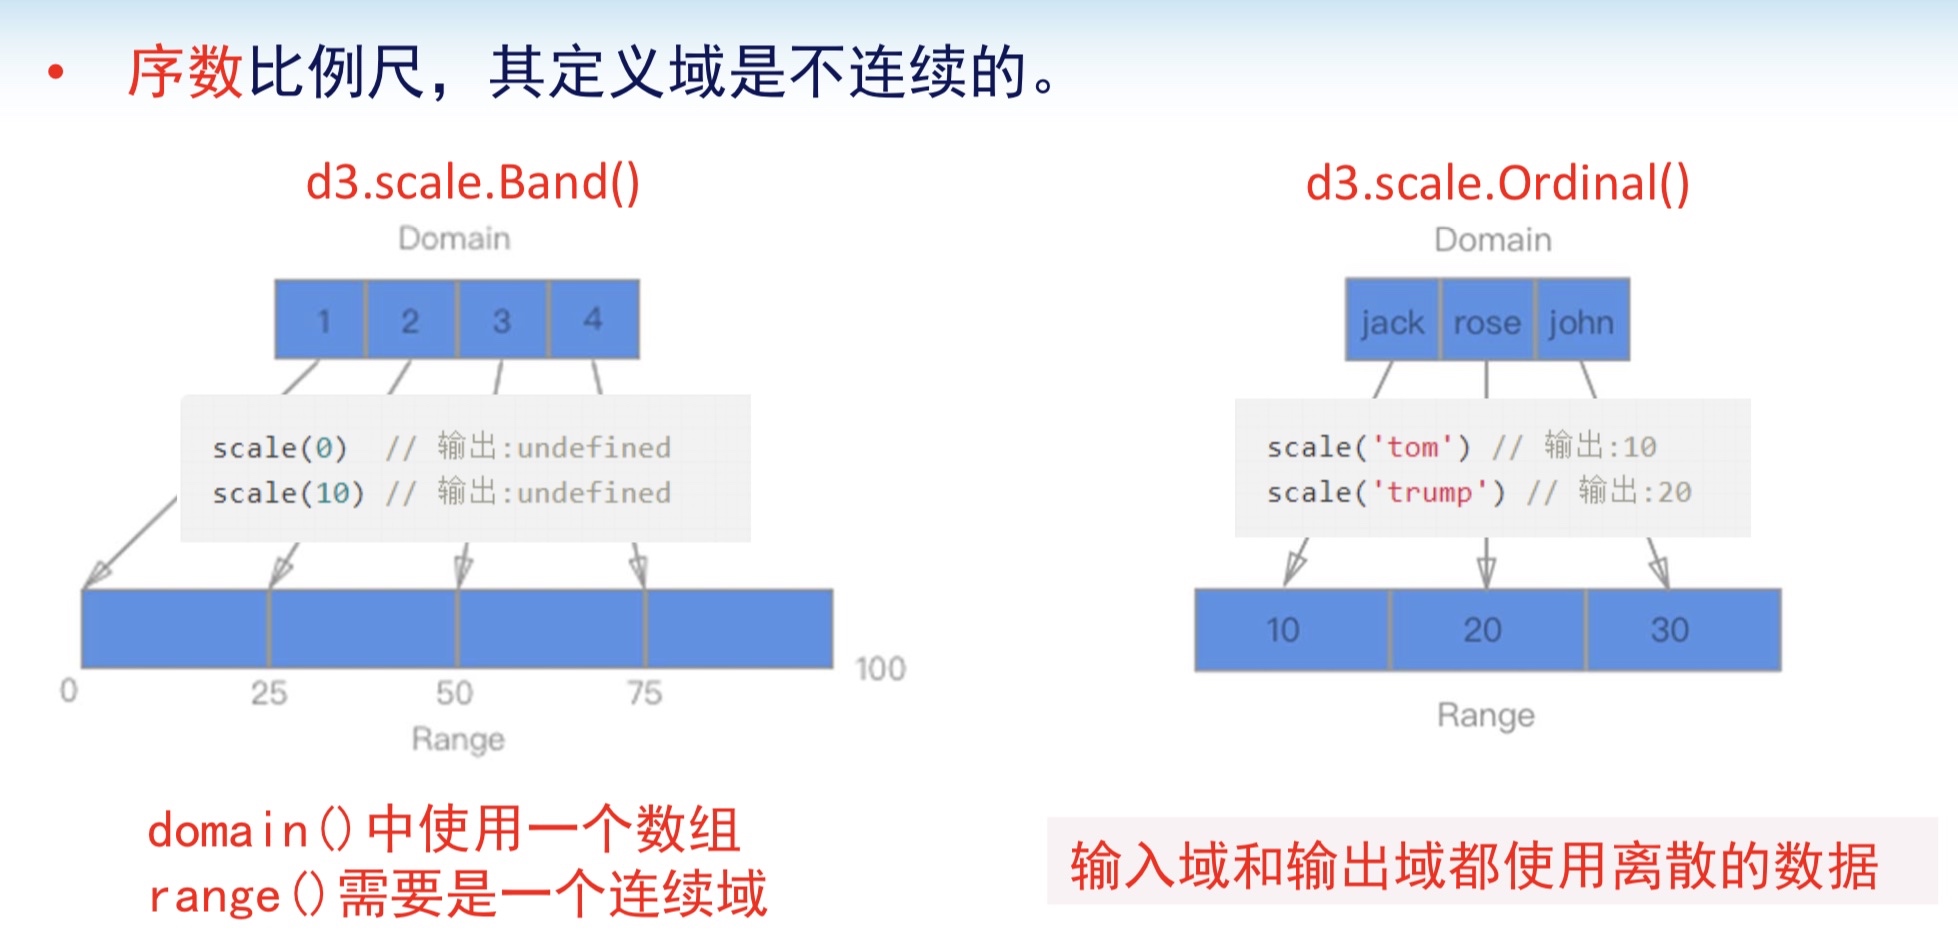 • 序数比例尺，其定义域是不连续的。
d3.scale.Band()
Domain
1 2 3 4
scale(0) // 输出:undefined
scale(10) // 输出:undefined
0 25 50 75 100
Range
domain()中使用一个数组
range()需要是一个连续域
d3.scale.Ordinal()
Domain
jack rose john
scale('tom') // 输出:10
scale('trump') // 输出:20
10 20 30
Range
输入域和输出域都使用离散的数据